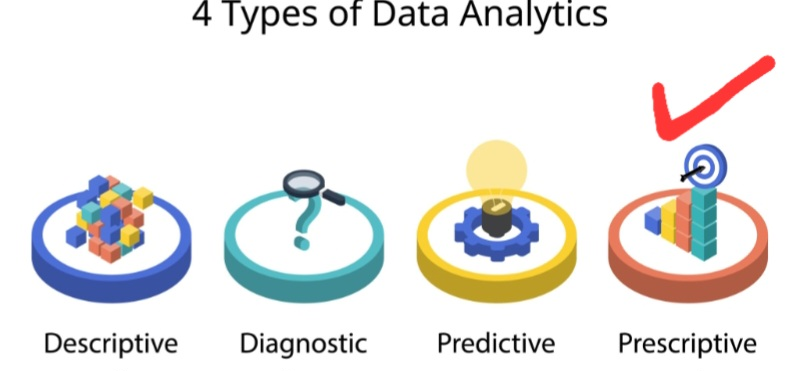 4 Types of Data Analytics
Descriptive Diagnostic Predictive Prescriptive